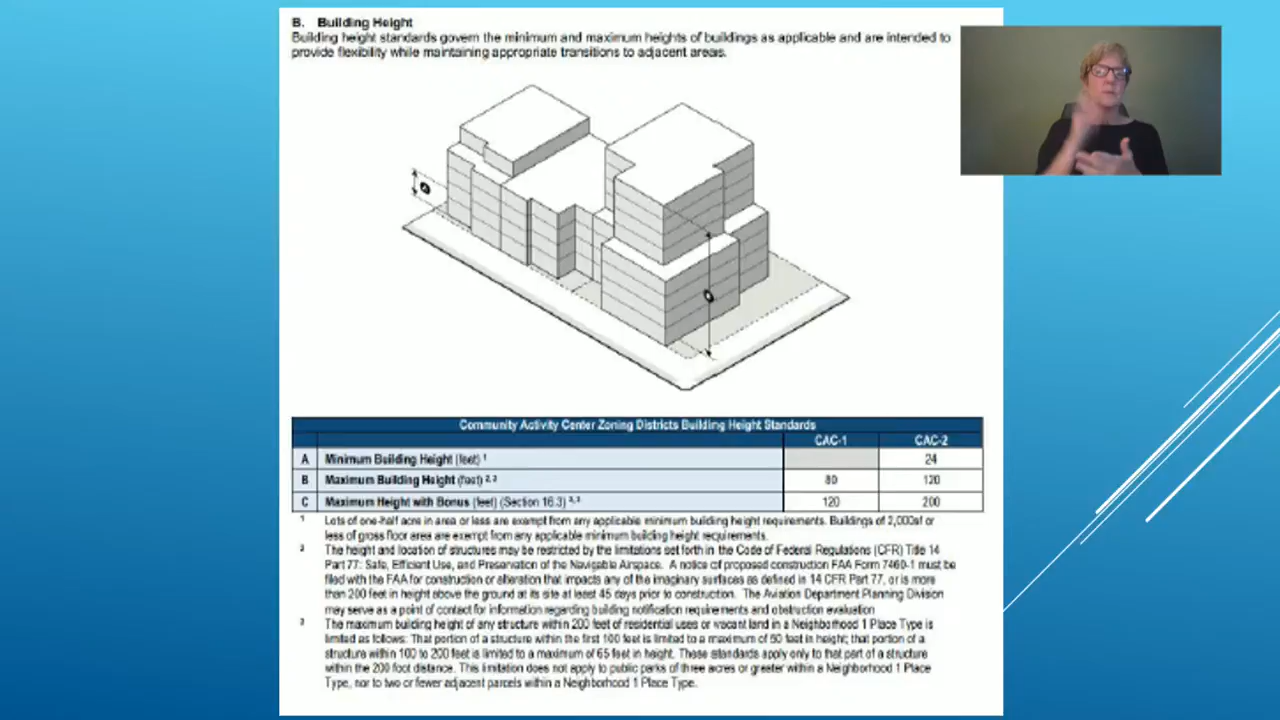 B. Building Height
Building height standards govern the minimum and maximum heights of buildings as applicable and are intended to
provide flexibility while maintaining appropriate transitions to adjacent areas.
A
Community Activity Center Zoning Districts Building Height Standards
CAC-1 CAC-2
A Minimum Building Height (feet) 1 24
B Maximum Building Height (feet) 2, 3 80 120
C Maximum Height with Bonus (feet) (Section 16.3) 2, 3 120 200
1 Lots of one-half acre in area or less are exempt from any applicable minimum building height requirements. Buildings of 2,000sf or
less of gross floor area are exempt from any applicable minimum building height requirements.
2 The height and location of structures may be restricted by the limitations set forth in the Code of Federal Regulations (CFR) Title 14
Part 77: Safe, Efficient Use, and Preservation of the Navigable Airspace. A notice of proposed construction FAA Form 7460-1 must be
filed with the FAA for construction or alteration that impacts any of the imaginary surfaces as defined in 14 CFR Part 77, or is more
than 200 feet in height above the ground at its site at least 45 days prior to construction. The Aviation Department Planning Division
may serve as a point of contact for information regarding building notification requirements and obstruction evaluation
3 The maximum building height of any structure within 200 feet of residential uses or vacant land in a Neighborhood 1 Place Type is
limited as follows: That portion of a structure within the first 100 feet is limited to a maximum of 50 feet in height; that portion of a
structure within 100 to 200 feet is limited to a maximum of 65 feet in height. These standards apply only to that part of a structure
within the 200 foot distance. This limitation does not apply to public parks of three acres or greater within a Neighborhood 1 Place
Type, nor to two or fewer adjacent parcels within a Neighborhood 1 Place Type.